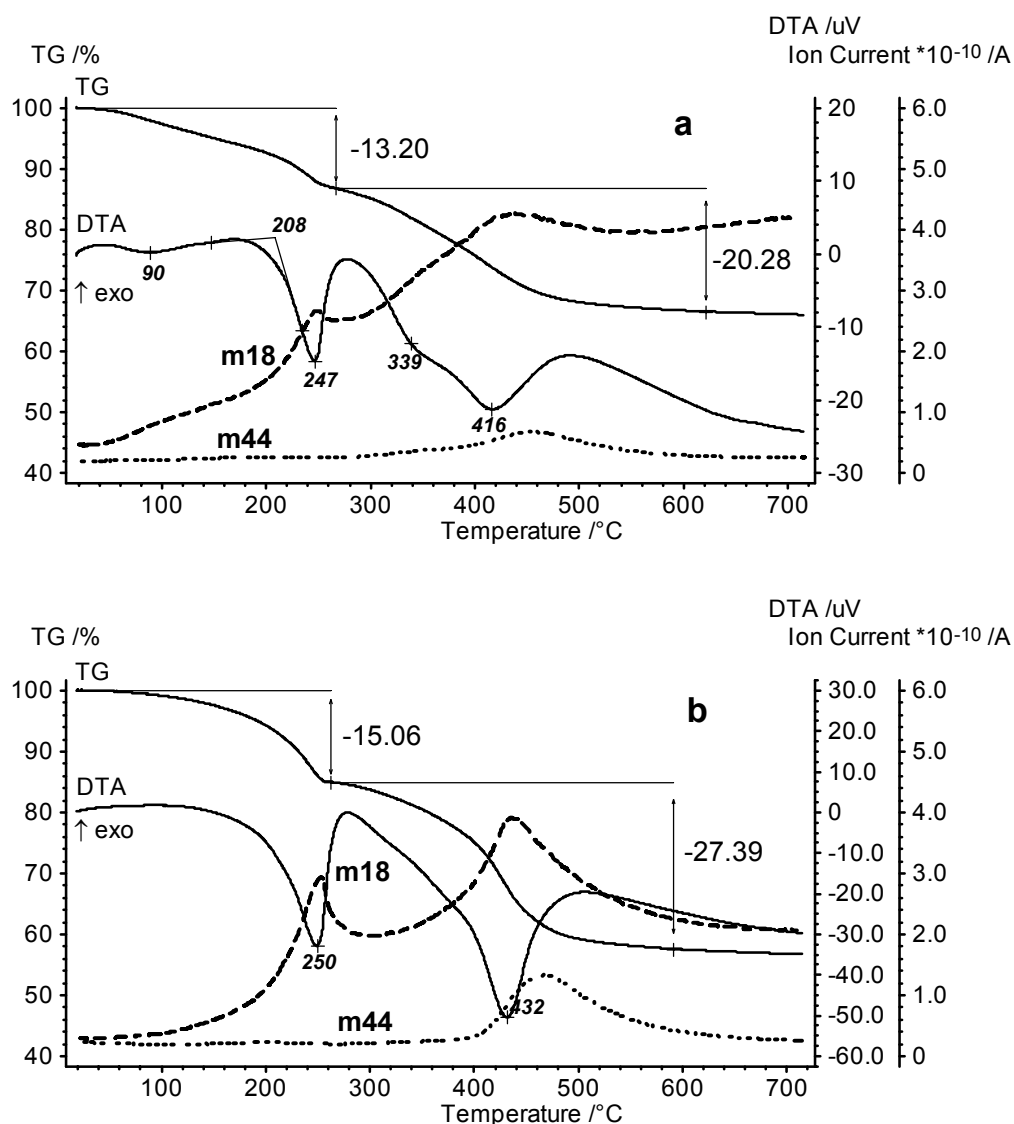 DTA /uV
TG /%
Ion Current *10-10 /A
TG
100
20
6.0
a
-13.20
90
10
5.0
80
DTA
208
0
4.0
90
-20.28
70
↑ exo
-10
3.0
60
m18
247
339
2.0
50
416
-20
1.0
m44
40
-30
0
100 200 300 400 500 600 700
Temperature /°C
DTA /uV
TG /%
Ion Current *10-10 /A
TG
100
30.0
6.0
b
20.0
-15.06
90
5.0
10.0
DTA
80
0
4.0
↑ exo
-10.0
-27.39
m18
70
3.0
-20.0
60
-30.0
2.0
250
-40.0
50
432
1.0
-50.0
m44
40
-60.0
0
100 200 300 400 500 600 700
Temperature /°C